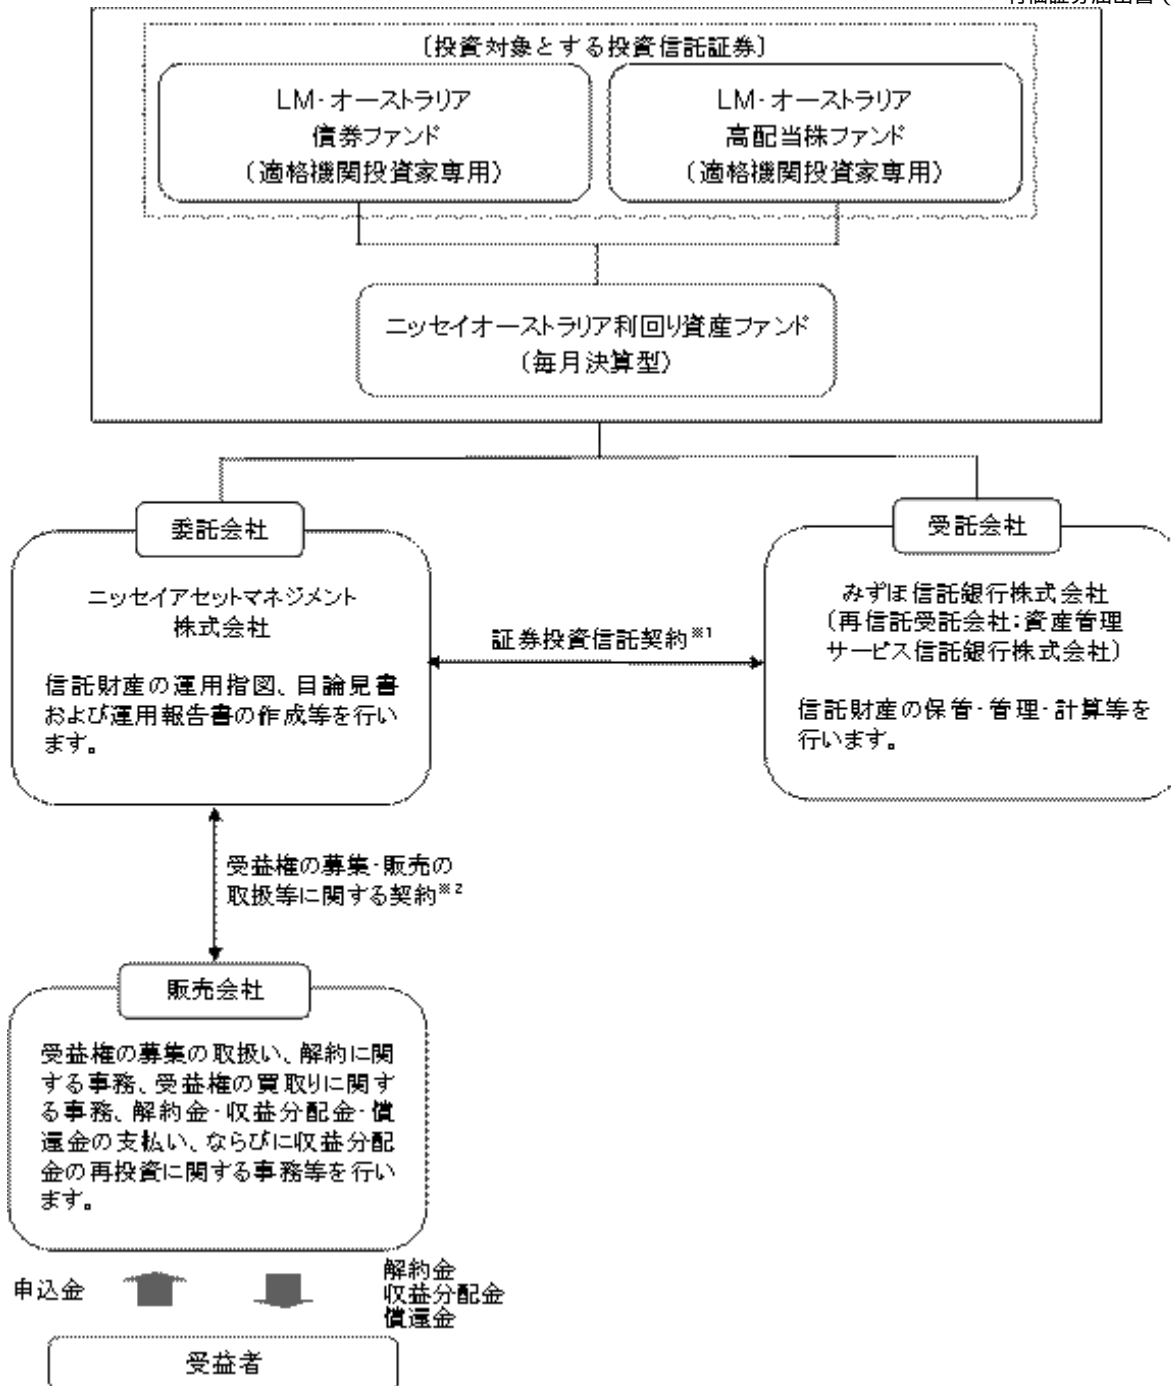 〔投資対象とする投資信託証券〕
LM・オーストラリア
債券ファンド
（適格機関投資家専用）
LM・オーストラリア
高配当株ファンド
（適格機関投資家専用）
ニッセイオーストラリア利回り資産ファンド
（毎月決算型）
委託会社
ニッセイアセットマネジメント
株式会社
信託財産の運用指図、目論見書
および運用報告書の作成等を行い
ます。
証券投資信託契約※1
受託会社
みずほ信託銀行株式会社
（再信託受託会社：資産管理
サービス信託銀行株式会社）
信託財産の保管・管理・計算等を
行います。
受益権の募集・販売の
取扱等に関する契約※2
販売会社
受益権の募集の取扱い、解約に関
する事務、受益権の買取りに関す
る事務、解約金・収益分配金・償
還金の支払い、ならびに収益分配
金の再投資に関する事務等を行い
ます。
申込金
解約金
収益分配金
償還金
受益者